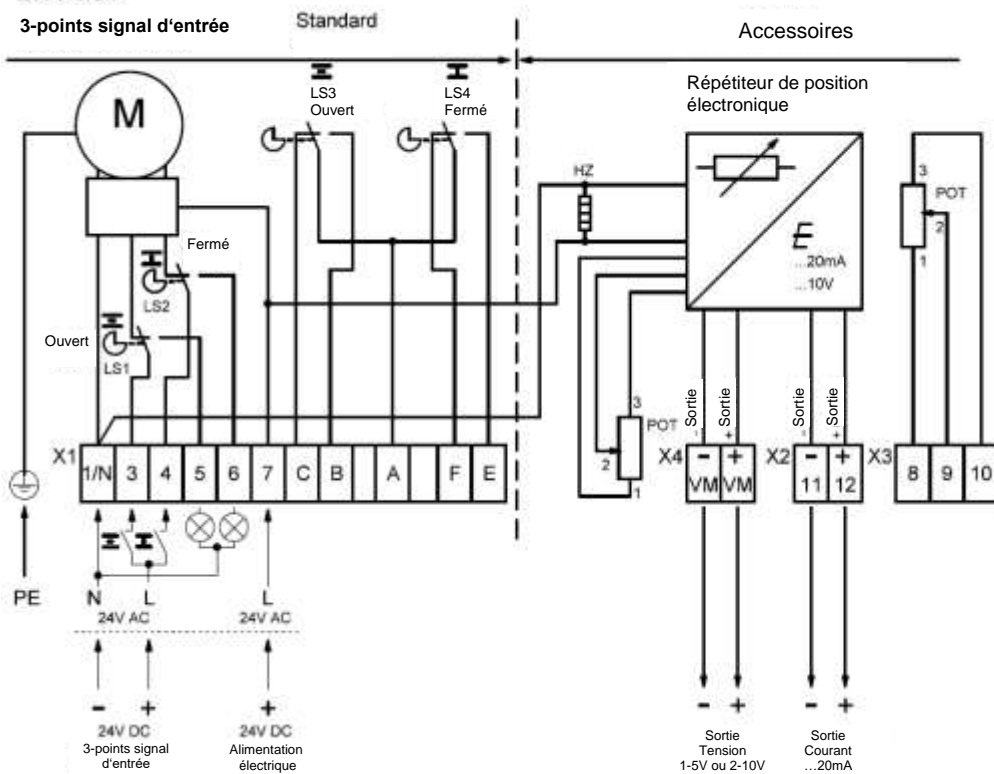 3-points signal d‘entrée
Standard
Accessoires
M
LS3
Ouvert
LS4
Fermé
Répétiteur de position
électronique
HZ
3
POT
2
1
E
...20mA
...10V
Fermé
LS2
Ouvert
LS1
3
POT
2
1
- Sortie
+ Sortie
- Sortie
+ Sortie
X1
1/N 3 4 5 6 7 C B A F E
X4
- +
VM VM
X2
- +
11 12
X3
8 9 10
PE
N L
24V AC
L
24V AC
- +
24V DC
3-points signal
d'entrée
+
24V DC
Alimentation
électrique
- +
Sortie
Tension
1-5V ou 2-10V
- +
Sortie
Courant
…20mA